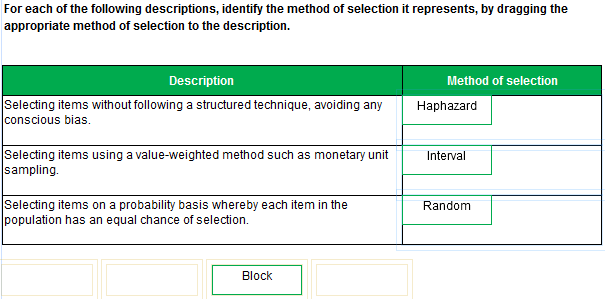 For each of the following descriptions, identify the method of selection it represents, by dragging the
appropriate method of selection to the description.
Description Method of selection
Selecting items without following a structured technique, avoiding any Haphazard
conscious bias.
Selecting items using a value-weighted method such as monetary unit Interval
sampling.
Selecting items on a probability basis whereby each item in the Random
population has an equal chance of selection.
Block